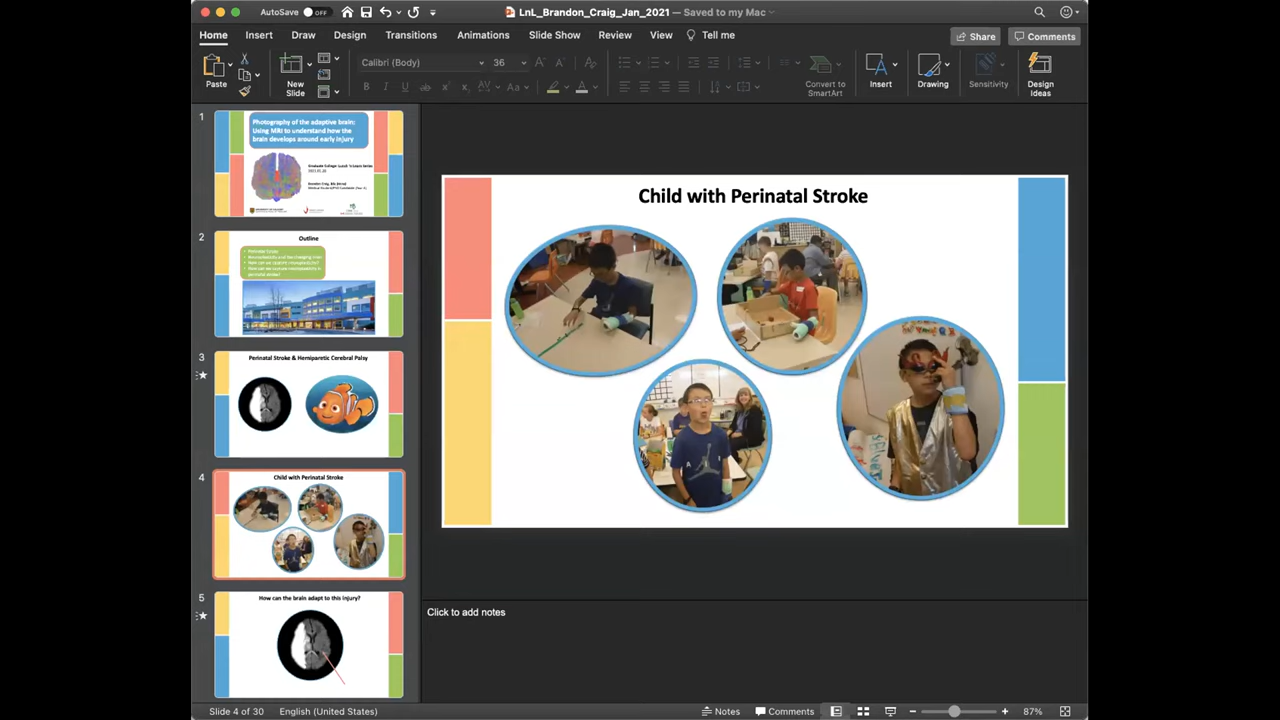 AutoSave OFF
LnL_Brandon_Craig_Jan_2021 — Saved to my Mac
Home Insert Draw Design Transitions Animations Slide Show Review View Tell me Share Comments
Calibri (Body) 36
Paste New Slide Convert to SmartArt Insert Drawing Sensitivity Design Ideas
1
Photography of the adaptive brain:
Using MRI to understand how the
brain develops around early injury
2
Outline
3
Perinatal Stroke & Hemiparetic Cerebral Palsy
4
Child with Perinatal Stroke
5
How can the brain adapt to this injury?
Child with Perinatal Stroke
Click to add notes
Slide 4 of 30 English (United States) Notes Comments 87%